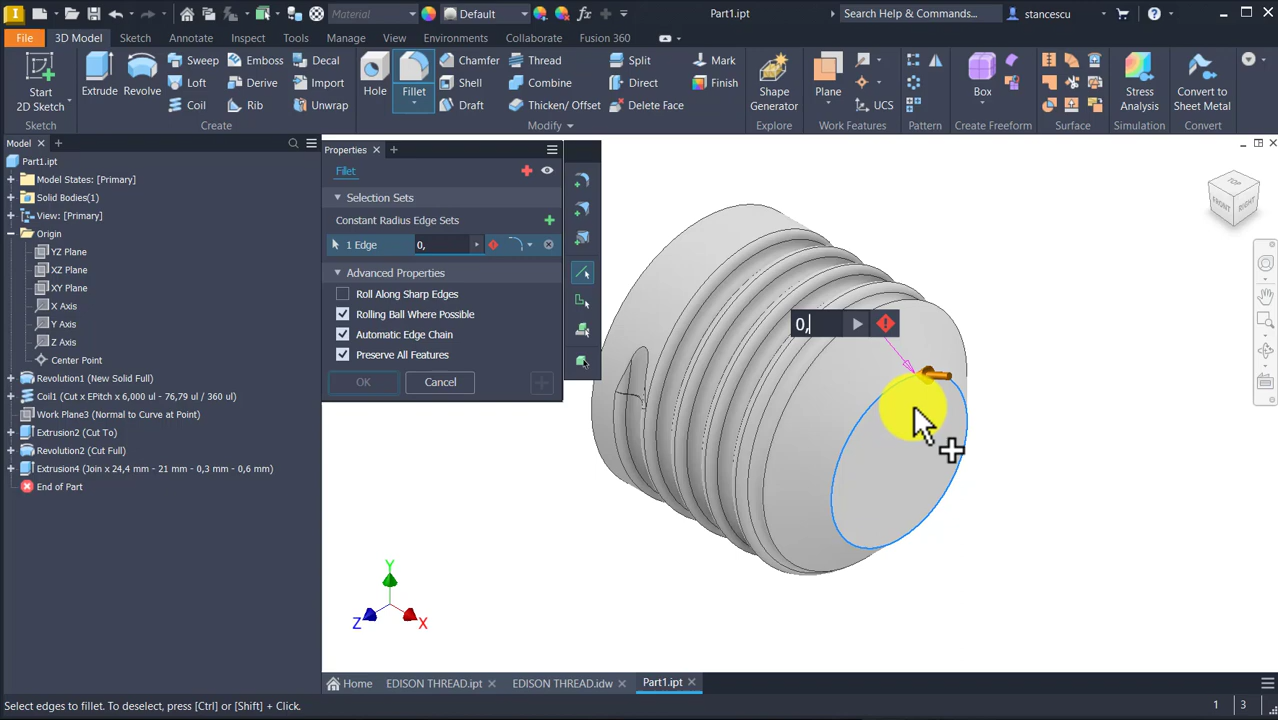 Material
Default
Part1.ipt
Search Help & Commands...
stancescu
File
3D Model
Sketch
Annotate
Inspect
Tools
Manage
View
Environments
Collaborate
Fusion 360
Start
2D Sketch
Extrude
Revolve
Sweep
Emboss
Decal
Loft
Derive
Import
Coil
Rib
Unwrap
Hole
Fillet
Chamfer
Thread
Split
Mark
Shell
Combine
Direct
Finish
Draft
Thicken/ Offset
Delete Face
Shape
Generator
Plane
UCS
Box
Stress
Analysis
Convert to
Sheet Metal
Sketch
Create
Modify
Explore
Work Features
Pattern
Create Freeform
Surface
Simulation
Convert
Model
Part1.ipt
Model States: [Primary]
Solid Bodies(1)
View: [Primary]
Origin
YZ Plane
XZ Plane
XY Plane
X Axis
Y Axis
Z Axis
Center Point
Revolution1 (New Solid Full)
Coil1 (Cut x EPitch x 6,000 ul - 76,79 ul / 360 ul)
Work Plane3 (Normal to Curve at Point)
Extrusion2 (Cut To)
Revolution2 (Cut Full)
Extrusion4 (Join x 24,4 mm - 21 mm - 0,3 mm - 0,6 mm)
End of Part
Properties
Fillet
Selection Sets
Constant Radius Edge Sets
1 Edge
0,
Advanced Properties
Roll Along Sharp Edges
Rolling Ball Where Possible
Automatic Edge Chain
Preserve All Features
OK
Cancel
0,
TOP
FRONT
RIGHT
Y
Z
X
Home
EDISON THREAD.ipt
EDISON THREAD.idw
Part1.ipt
Select edges to fillet. To deselect, press [Ctrl] or [Shift] + Click.
1
3